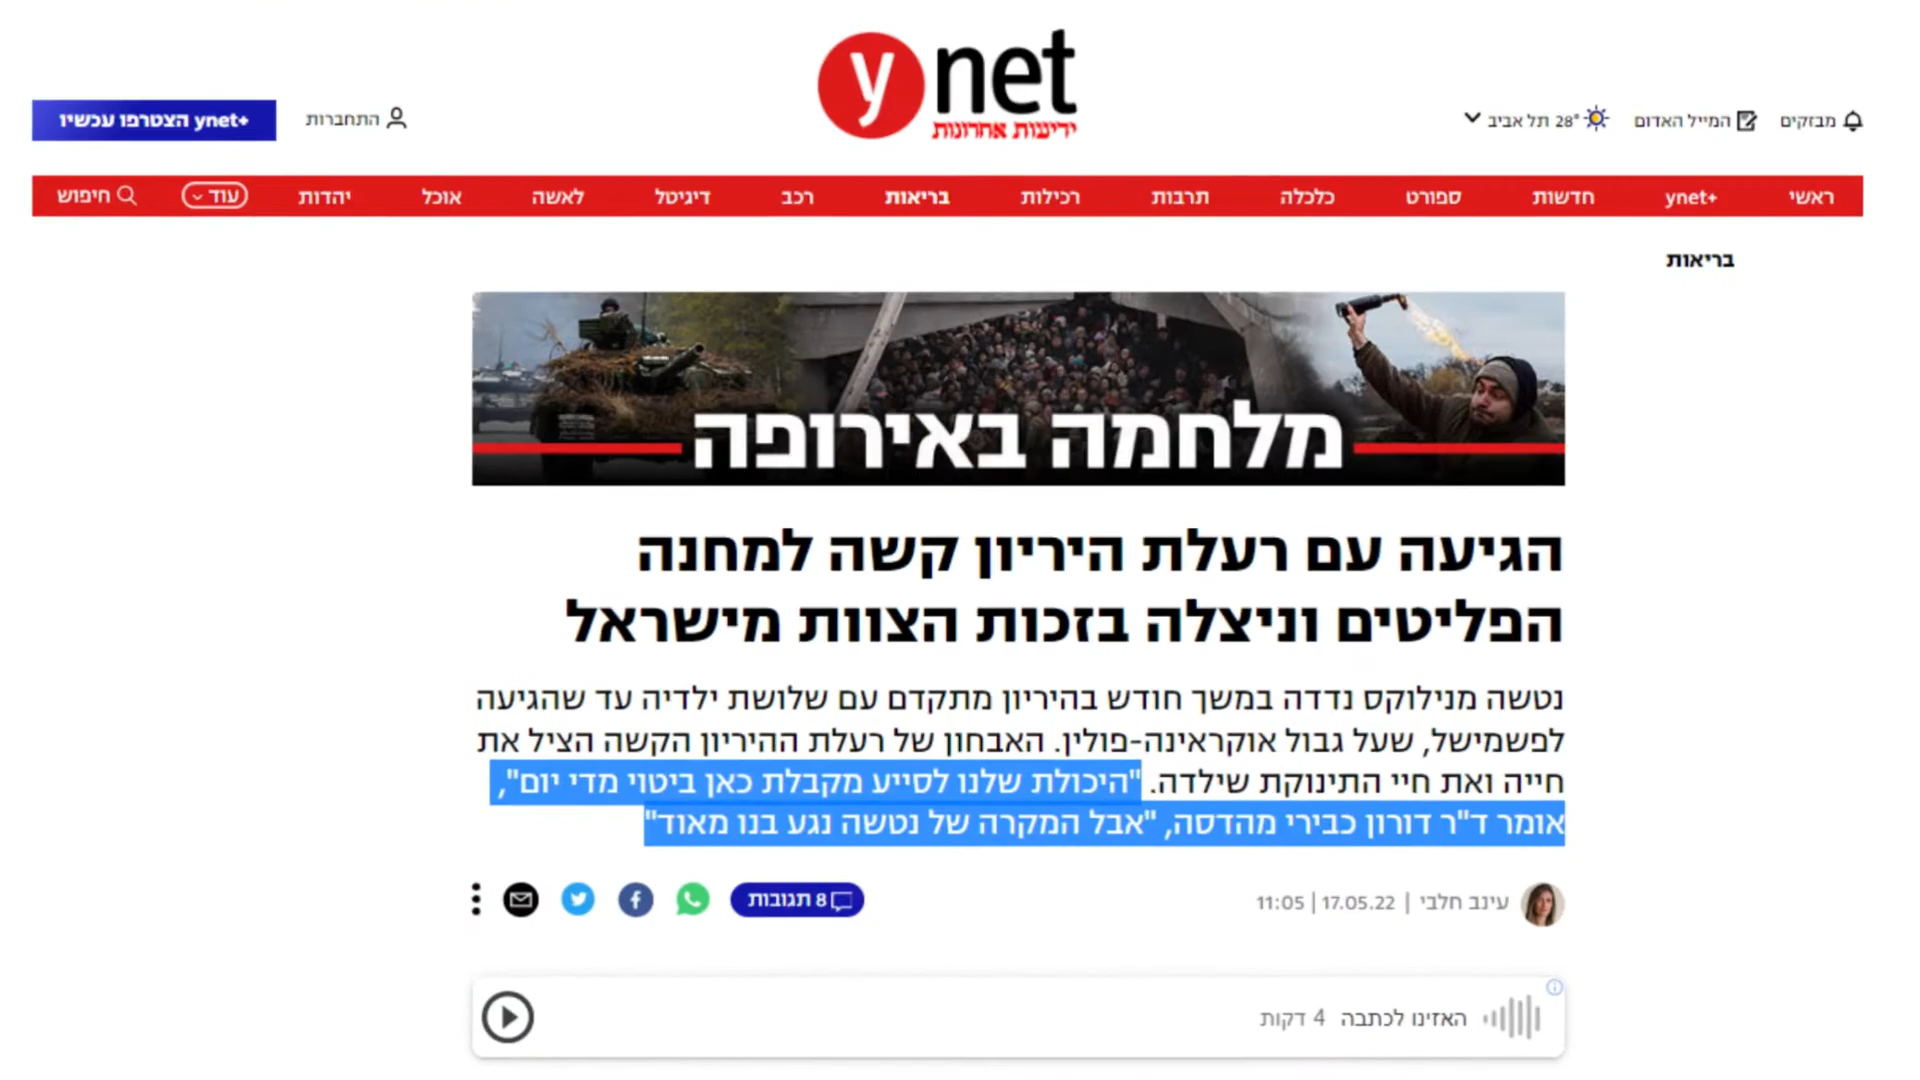 ynet
ידיעות אחרונות
מבזקים
המייל האדום
28° תל אביב
התחברות
ynet+ הצטרפו עכשיו
ראשי
ynet+
חדשות
ספורט
כלכלה
תרבות
רכילות
בריאות
רכב
דיגיטל
לאשה
אוכל
יהדות
עוד
חיפוש
בריאות
מלחמה באירופה
הגיעה עם רעלת היריון קשה למחנה
הפליטים וניצלה בזכות הצוות מישראל
נטשה מנילוקס נדדה במשך חודש בהיריון מתקדם עם שלושת ילדיה עד שהגיעה
לפשמישל, שעל גבול אוקראינה-פולין. האבחון של רעלת ההיריון הקשה הציל את
חייה ואת חיי התינוקת שילדה. "היכולת שלנו לסייע מקבלת כאן ביטוי מדי יום",
אומר ד"ר דורון כבירי מהדסה, "אבל המקרה של נטשה נגע בנו מאוד"
עינב חלבי | 17.05.22 | 11:05
8 תגובות
האזינו לכתבה 4 דקות